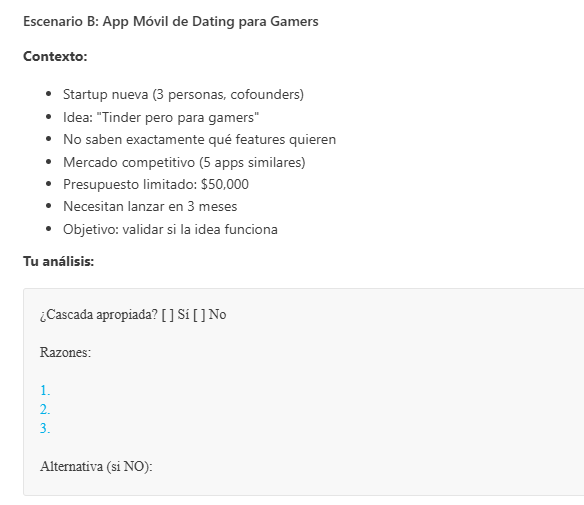 Escenario B: App Móvil de Dating para Gamers
Contexto:
• Startup nueva (3 personas, cofounders)
• Idea: "Tinder pero para gamers"
• No saben exactamente qué features quieren
• Mercado competitivo (5 apps similares)
• Presupuesto limitado: $50,000
• Necesitan lanzar en 3 meses
• Objetivo: validar si la idea funciona
Tu análisis:
¿Cascada apropiada? [ ] Sí [ ] No
Razones:
1.
2.
3.
Alternativa (si NO):